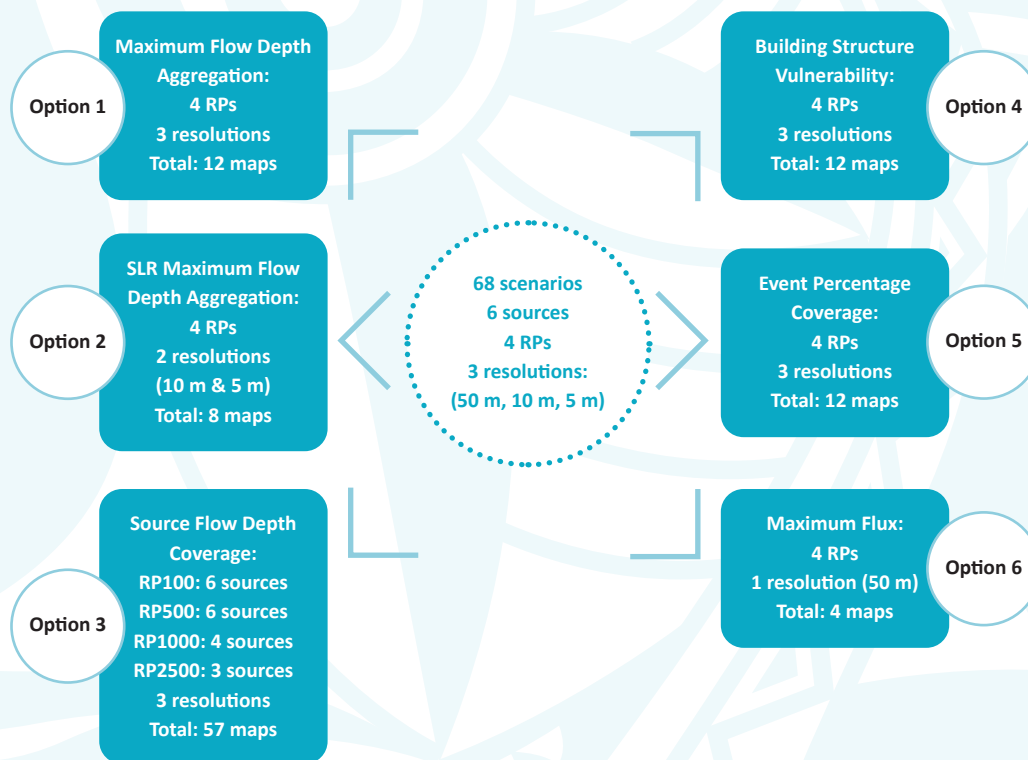 Option 1
Maximum Flow Depth
Aggregation:
4 RPs
3 resolutions
Total: 12 maps
Option 2
SLR Maximum Flow
Depth Aggregation:
4 RPs
2 resolutions
(10 m & 5 m)
Total: 8 maps
Option 3
Source Flow Depth
Coverage:
RP100: 6 sources
RP500: 6 sources
RP1000: 4 sources
RP2500: 3 sources
3 resolutions
Total: 57 maps
68 scenarios
6 sources
4 RPs
3 resolutions:
(50 m, 10 m, 5 m)
Building Structure
Vulnerability:
4 RPs
3 resolutions
Total: 12 maps
Option 4
Event Percentage
Coverage:
4 RPs
3 resolutions
Total: 12 maps
Option 5
Maximum Flux:
4 RPs
1 resolution (50 m)
Total: 4 maps
Option 6